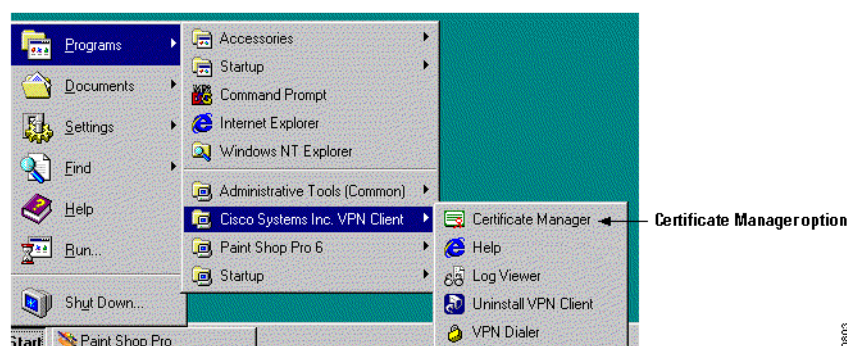 Programs
Documents
Settings
Find
Help
Run...
Shut Down...
Accessories
Startup
Command Prompt
Internet Explorer
Windows NT Explorer
Administrative Tools (Common)
Cisco Systems Inc. VPN Client
Paint Shop Pro 6
Startup
Certificate Manager
Help
Log Viewer
Uninstall VPN Client
VPN Dialer
Certificate Manager option
Start
Paint Shop Pro